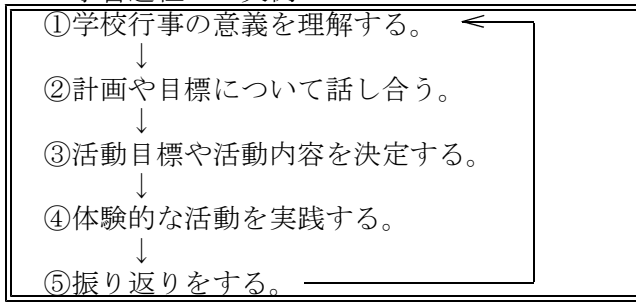 ①学校行事の意義を理解する。
↓
②計画や目標について話し合う。
↓
③活動目標や活動内容を決定する。
↓
④体験的な活動を実践する。
↓
⑤振り返りをする。